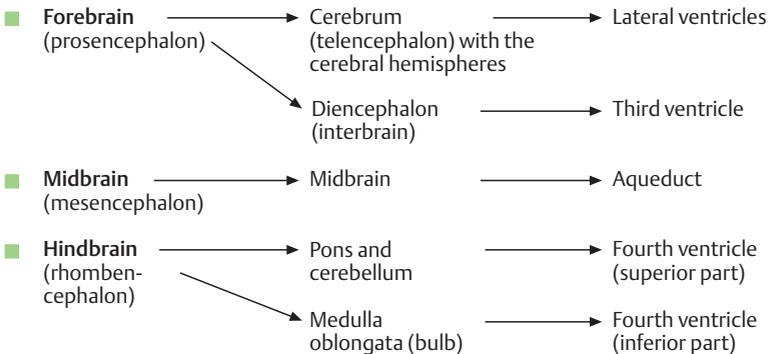 Forebrain
(prosencephalon)
Cerebrum
(telencephalon) with the
cerebral hemispheres
Lateral ventricles
Diencephalon
(interbrain)
Third ventricle
Midbrain
(mesencephalon)
Midbrain
Aqueduct
Hindbrain
(rhomben-
cephalon)
Pons and
cerebellum
Fourth ventricle
(superior part)
Medulla
oblongata (bulb)
Fourth ventricle
(inferior part)